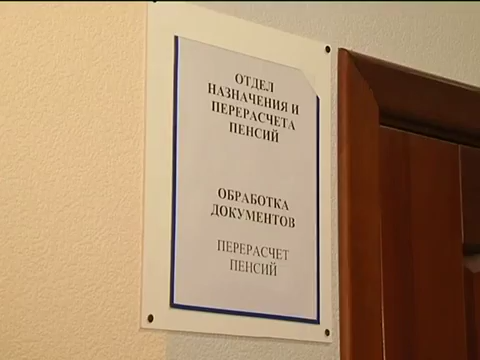 ОТДЕЛ
НАЗНАЧЕНИЯ И
ПЕРЕРАСЧЕТА
ПЕНСИЙ
ОБРАБОТКА
ДОКУМЕНТОВ
ПЕРЕРАСЧЕТ
ПЕНСИЙ